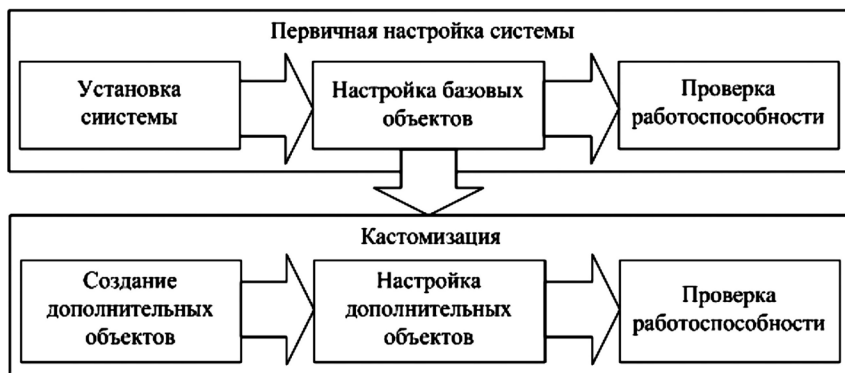 Первичная настройка системы
Установка
сиистемы
Настройка базовых
объектов
Проверка
работоспособности
Кастомизация
Создание
дополнительных
объектов
Настройка
дополнительных
объектов
Проверка
работоспособности